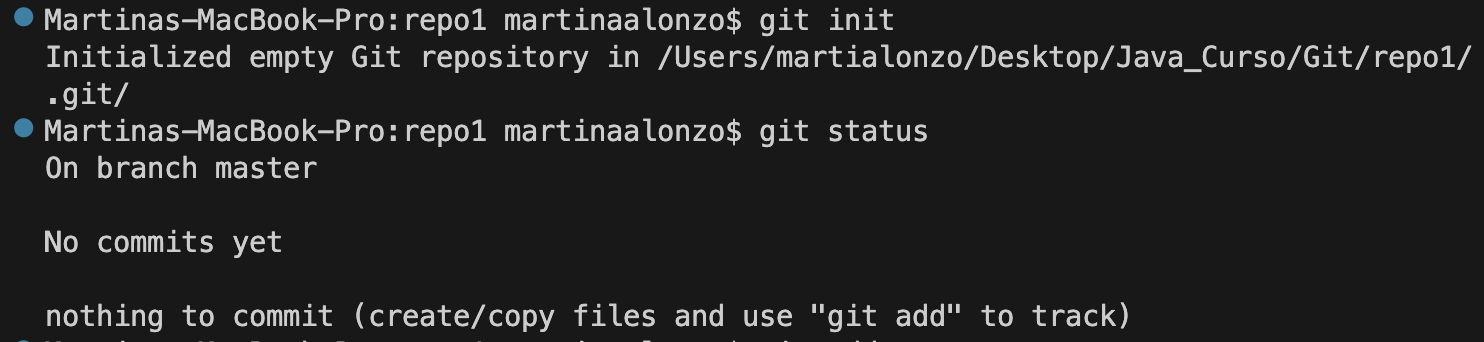 Martinas-MacBook-Pro:repo1 martinaalonzo$ git init
Initialized empty Git repository in /Users/martialonzo/Desktop/Java_Curso/Git/repo1/
.git/
Martinas-MacBook-Pro:repo1 martinaalonzo$ git status
On branch master
No commits yet
nothing to commit (create/copy files and use "git add" to track)